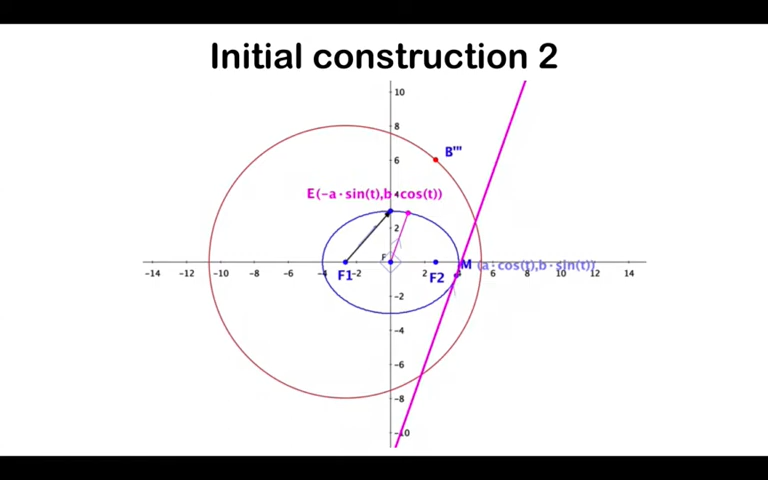 Initial construction 2
10
8
B'''
6
E(-a·sin(t),b·cos(t))
4
2
F
M (a·cos(t),b·sin(t))
F1
F2
-14 -12 -10 -8 -6 -4 -2 2 4 6 8 10 12 14
-2
-4
-6
-8
-10